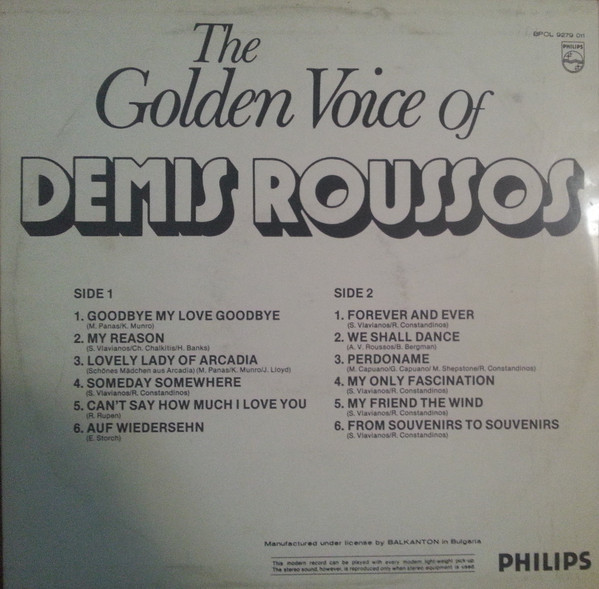 The
BPOL 9279 011
PHILIPS
Golden Voice Of
DEMIS ROUSSOS
SIDE 1
1. GOODBYE MY LOVE GOODBYE
(M. Panas/K. Munro)
2. MY REASON
(S. Vlavianos/Ch. Chalkitis/H. Banks)
3. LOVELY LADY OF ARCADIA
(Schönes Mädchen aus Arcadia) (M. Panas/K. Munro/J. Lloyd)
4. SOMEDAY SOMEWHERE
(S. Vlavianos/R. Constandinos)
5. CAN'T SAY HOW MUCH I LOVE YOU
(R. Rupen)
6. AUF WIEDERSEHN
(E. Storch)
SIDE 2
1. FOREVER AND EVER
(S. Vlavianos/R. Constandinos)
2. WE SHALL DANCE
(A. V. Roussos/B. Bergman)
3. PERDONAME
(M. Capuano/G. Capuano/ M. Shepstone/R. Constandinos)
4. MY ONLY FASCINATION
(S. Vlavianos/R. Constandinos)
5. MY FRIEND THE WIND
(S. Vlavianos/R. Constandinos)
6. FROM SOUVENIRS TO SOUVENIRS
(S. Vlavianos/R. Constandinos)
Manufactured under license by BALKANTON in Bulgaria
This modern record can be played with every modern, light-weight pick-up.
The stereo sound, however, is reproduced only when stereo equipment is used.
PHILIPS